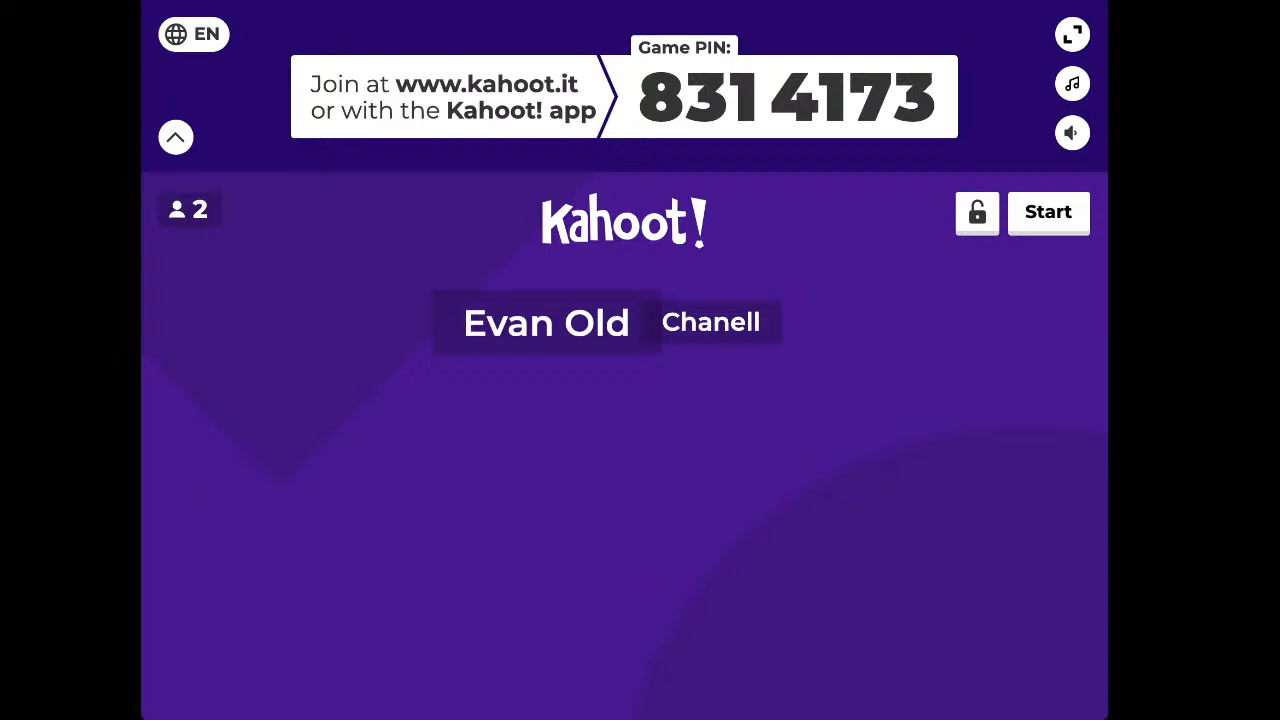 EN
Game PIN:
Join at www.kahoot.it
or with the Kahoot! app
831 4173
2
Kahoot!
Start
Evan Old
Chanell